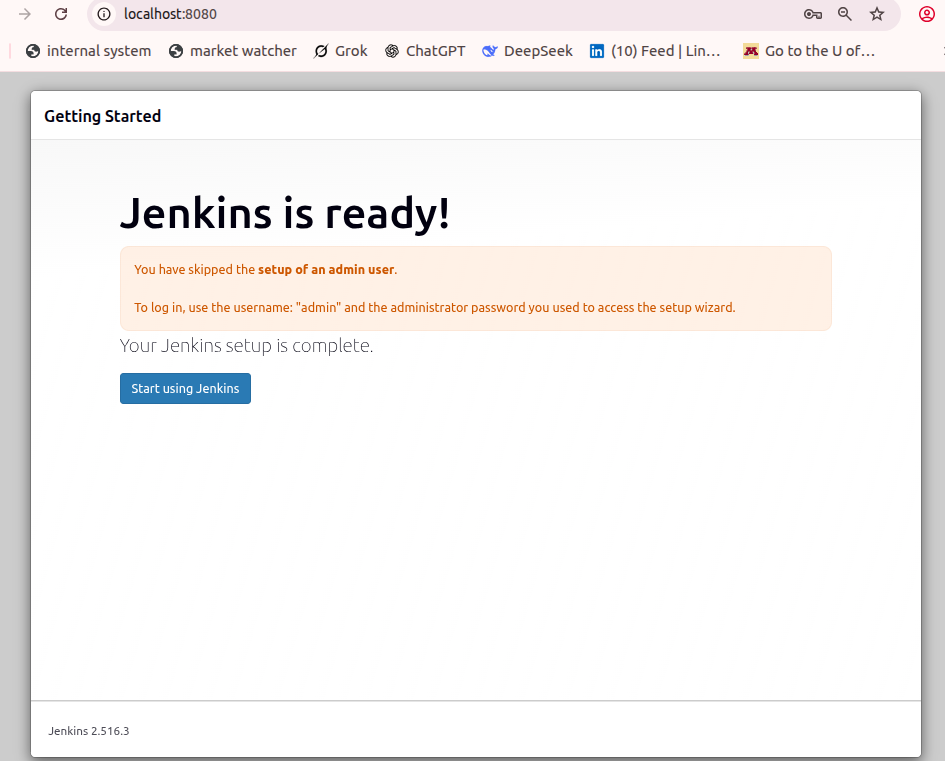 localhost:8080
internal system market watcher Grok ChatGPT DeepSeek (10) Feed | Lin... Go to the U of...
Getting Started
Jenkins is ready!
You have skipped the setup of an admin user.
To log in, use the username: "admin" and the administrator password you used to access the setup wizard.
Your Jenkins setup is complete.
Start using Jenkins
Jenkins 2.516.3